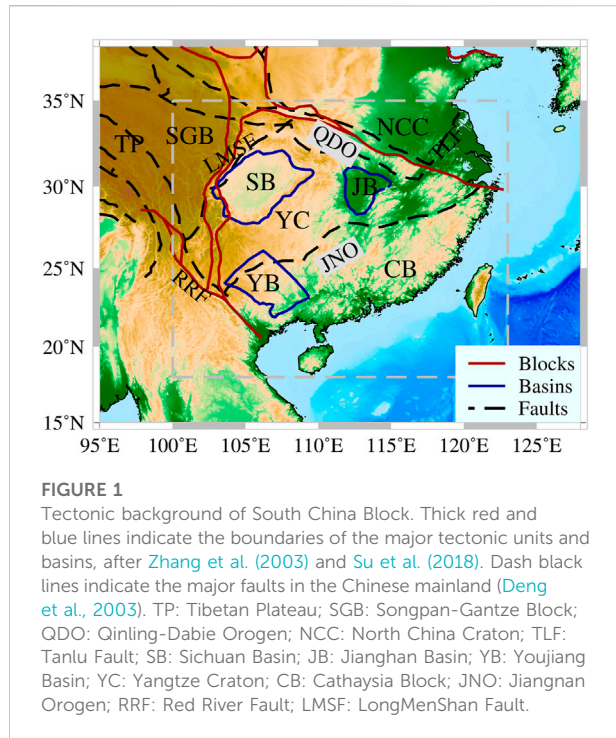 35˚N
30˚N
25˚N
20˚N
15˚N
95˚E
100˚E
105˚E
110˚E
115˚E
120˚E
125˚E
TP
SGB
LMSF
QDO
NCC
TLF
SB
JB
YC
JNO
YB
CB
RRF
Blocks
Basins
Faults
FIGURE 1
Tectonic background of South China Block. Thick red and
blue lines indicate the boundaries of the major tectonic units and
basins, after Zhang et al. (2003) and Su et al. (2018). Dash black
lines indicate the major faults in the Chinese mainland (Deng
et al., 2003). TP: Tibetan Plateau; SGB: Songpan-Gantze Block;
QDO: Qinling-Dabie Orogen; NCC: North China Craton; TLF:
Tanlu Fault; SB: Sichuan Basin; JB: Jianghan Basin; YB: Youjiang
Basin; YC: Yangtze Craton; CB: Cathaysia Block; JNO: Jiangnan
Orogen; RRF: Red River Fault; LMSF: LongMenShan Fault.